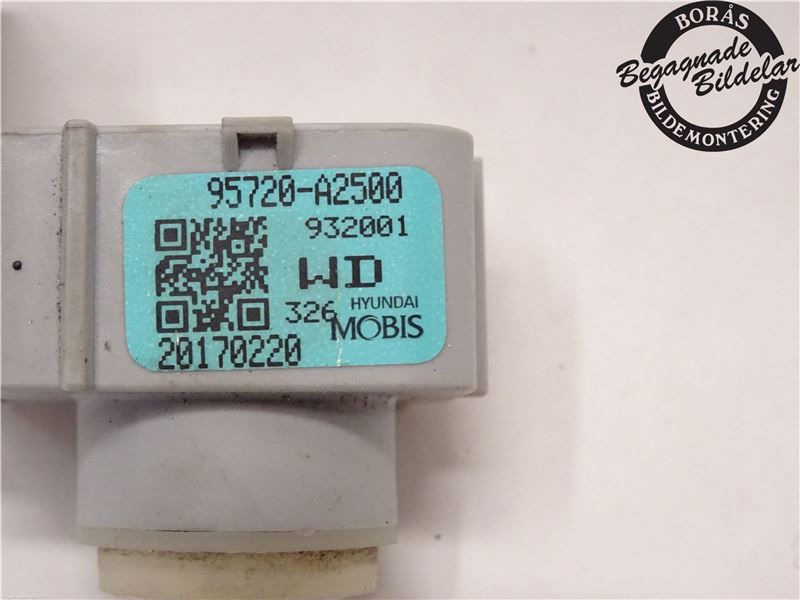 BORÅS
Begagnade
Bildelar
BILDEMONTERING
95720-A2500
932001
WD
326
HYUNDAI
MOBIS
20170220